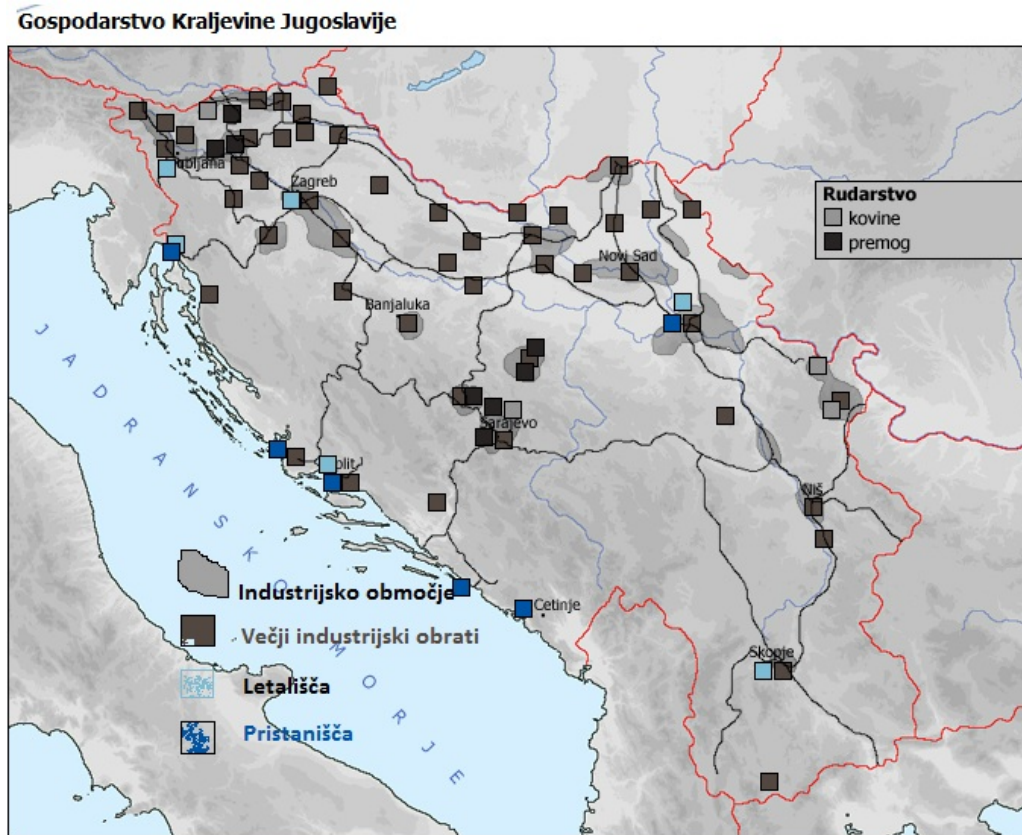 Gospodarstvo Kraljevine Jugoslavije
Rudarstvo
kovine
premog
Zagreb
Novi Sad
Banjaluka
Sarajevo
Niš
JADRANSKO MORJE
Industrijsko območje
Cetinje
Večji industrijski obrati
Skopje
Letališča
Pristanišča